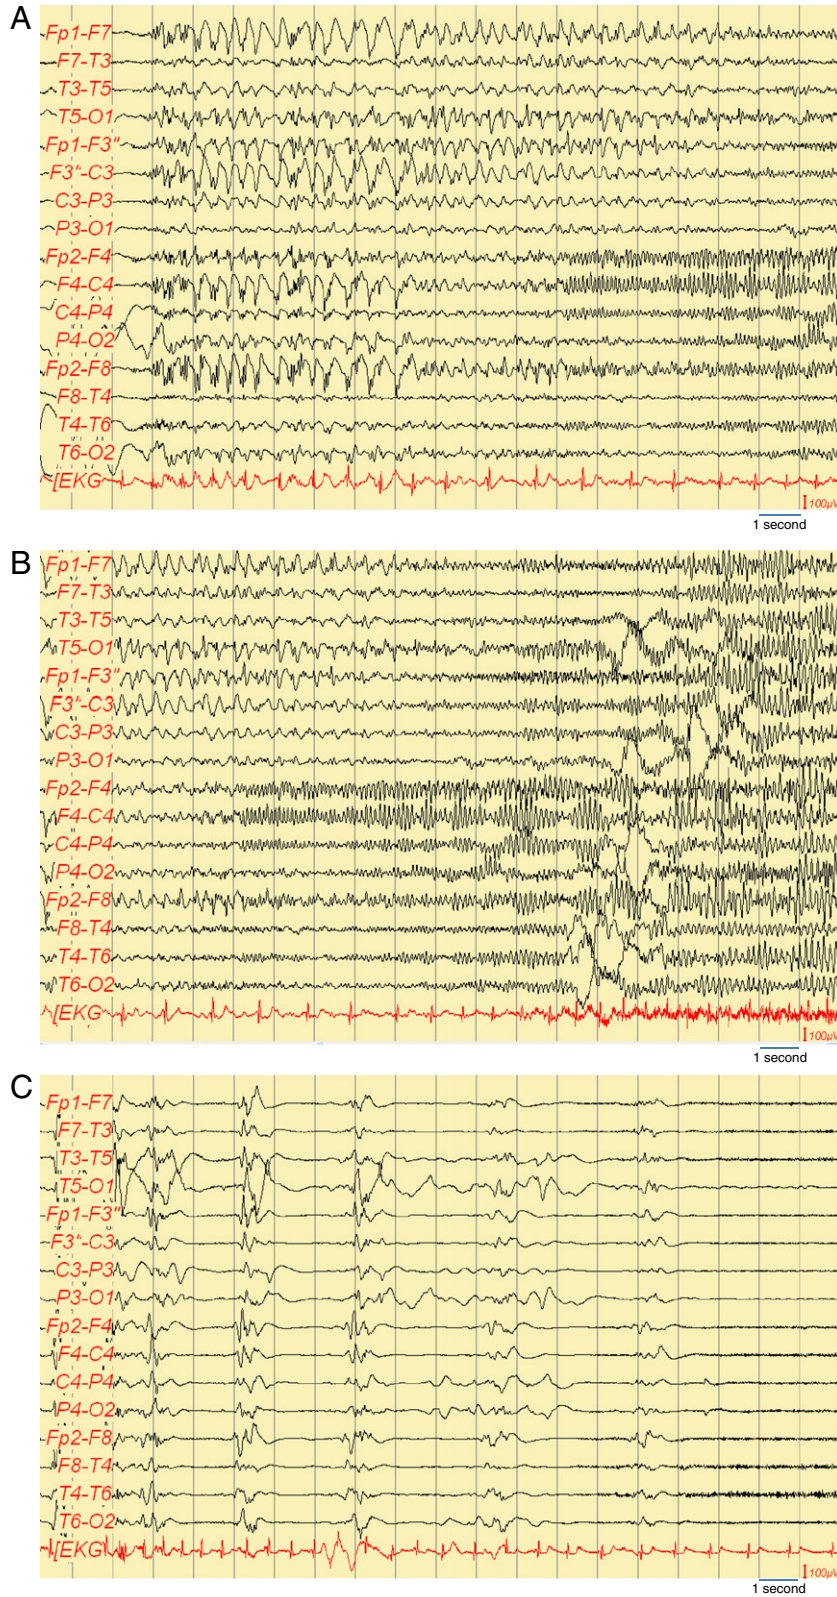 A
Fp1-F7
F7-T3
T3-T5
T5-O1
Fp1-F3"
F3"-C3
C3-P3
P3-O1
Fp2-F4
F4-C4
C4-P4
P4-O2
Fp2-F8
F8-T4
T4-T6
T6-O2
[EKG
100µV
1 second
B
Fp1-F7
F7-T3
T3-T5
T5-O1
Fp1-F3"
F3"-C3
C3-P3
P3-O1
Fp2-F4
F4-C4
C4-P4
P4-O2
Fp2-F8
F8-T4
T4-T6
T6-O2
[EKG
100µV
1 second
C
Fp1-F7
F7-T3
T3-T5
T5-O1
Fp1-F3"
F3"-C3
C3-P3
P3-O1
Fp2-F4
F4-C4
C4-P4
P4-O2
Fp2-F8
F8-T4
T4-T6
T6-O2
[EKG
100µV
1 second